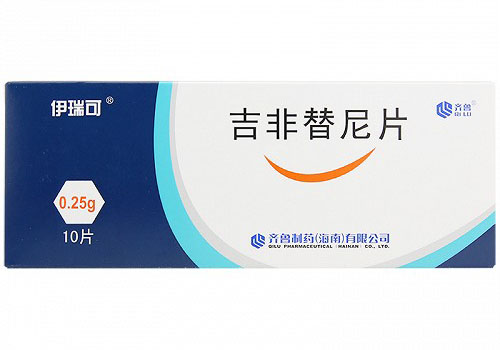 伊瑞可®
吉非替尼片
齐鲁
QILU
0.25g
10片
齐鲁制药(海南)有限公司
QILU PHARMACEUTICAL (HAINAN) CO., LTD.